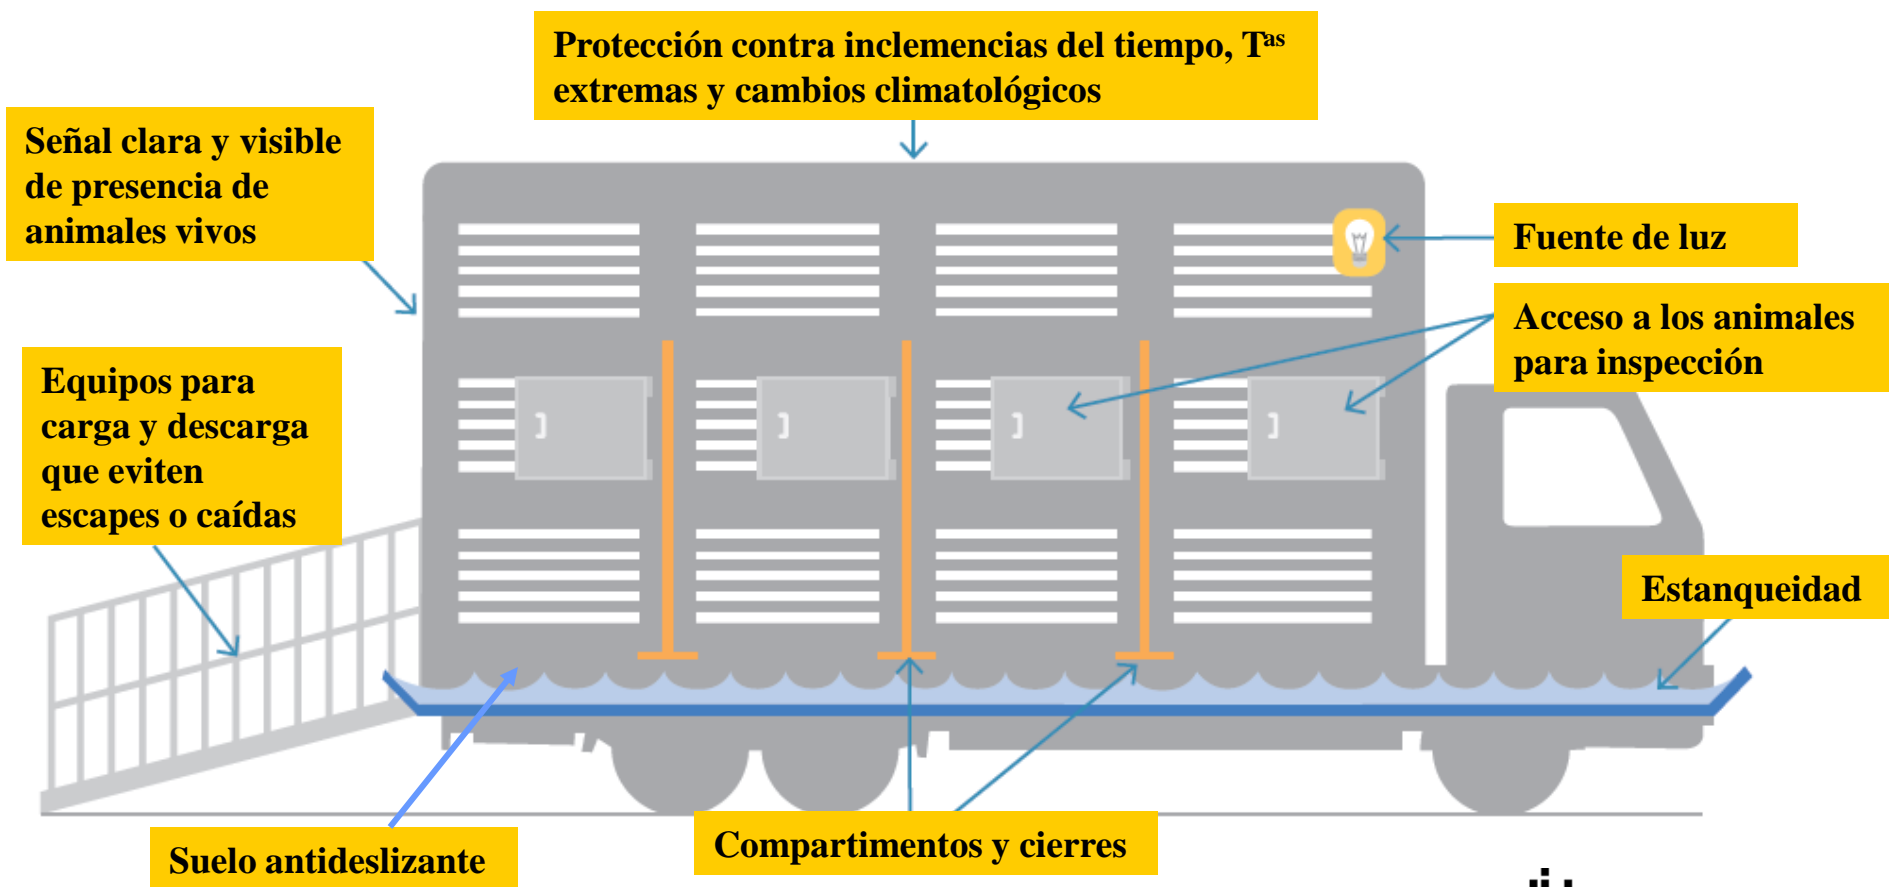 Protección contra inclemencias del tiempo, Tᵃˢ
extremas y cambios climatológicos
Señal clara y visible
de presencia de
animales vivos
Fuente de luz
Acceso a los animales
para inspección
Equipos para
carga y descarga
que eviten
escapes o caídas
Estanqueidad
Compartimentos y cierres
Suelo antideslizante